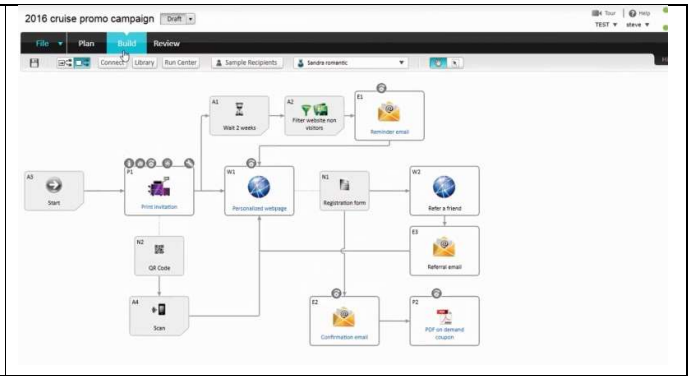 2016 cruise promo campaign Draft
Tour Help
TEST steve
File Plan Build Review
Connect Library Run Center Sample Recipients Sandra romantic
A1
Wait 2 weeks
A2
Filter website non
visitors
E1
Reminder email
A3
Start
P1
Print invitation
W1
Personalized webpage
N1
Registration form
W2
Refer a friend
N2
QR Code
E3
Referral email
A4
Scan
E2
Confirmation email
P2
PDF on demand
coupon